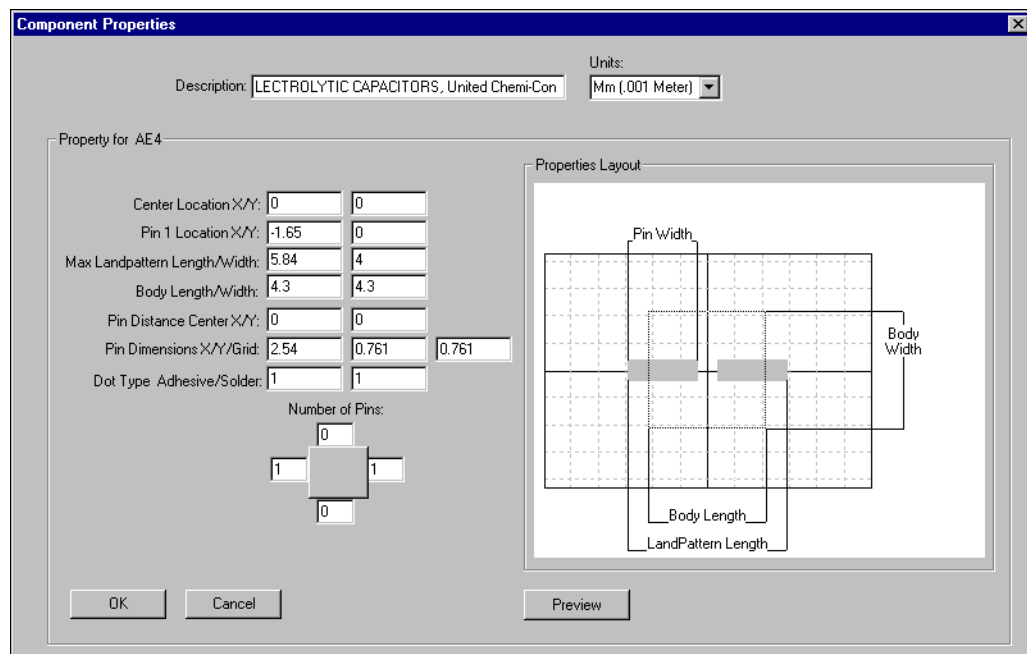 Component Properties
Units:
Description: LECTROLYTIC CAPACITORS, United Chemi-Con Mm (.001 Meter)
Property for AE4
Center Location X/Y: 0 0
Pin 1 Location X/Y: -1.65 0
Max Landpattern Length/Width: 5.84 4
Body Length/Width: 4.3 4.3
Pin Distance Center X/Y: 0 0
Pin Dimensions X/Y/Grid: 2.54 0.761 0.761
Dot Type Adhesive/Solder: 1 1
Number of Pins:
0
1 1
0
Properties Layout
Pin Width
Body
Width
Body Length
LandPattern Length
OK Cancel Preview